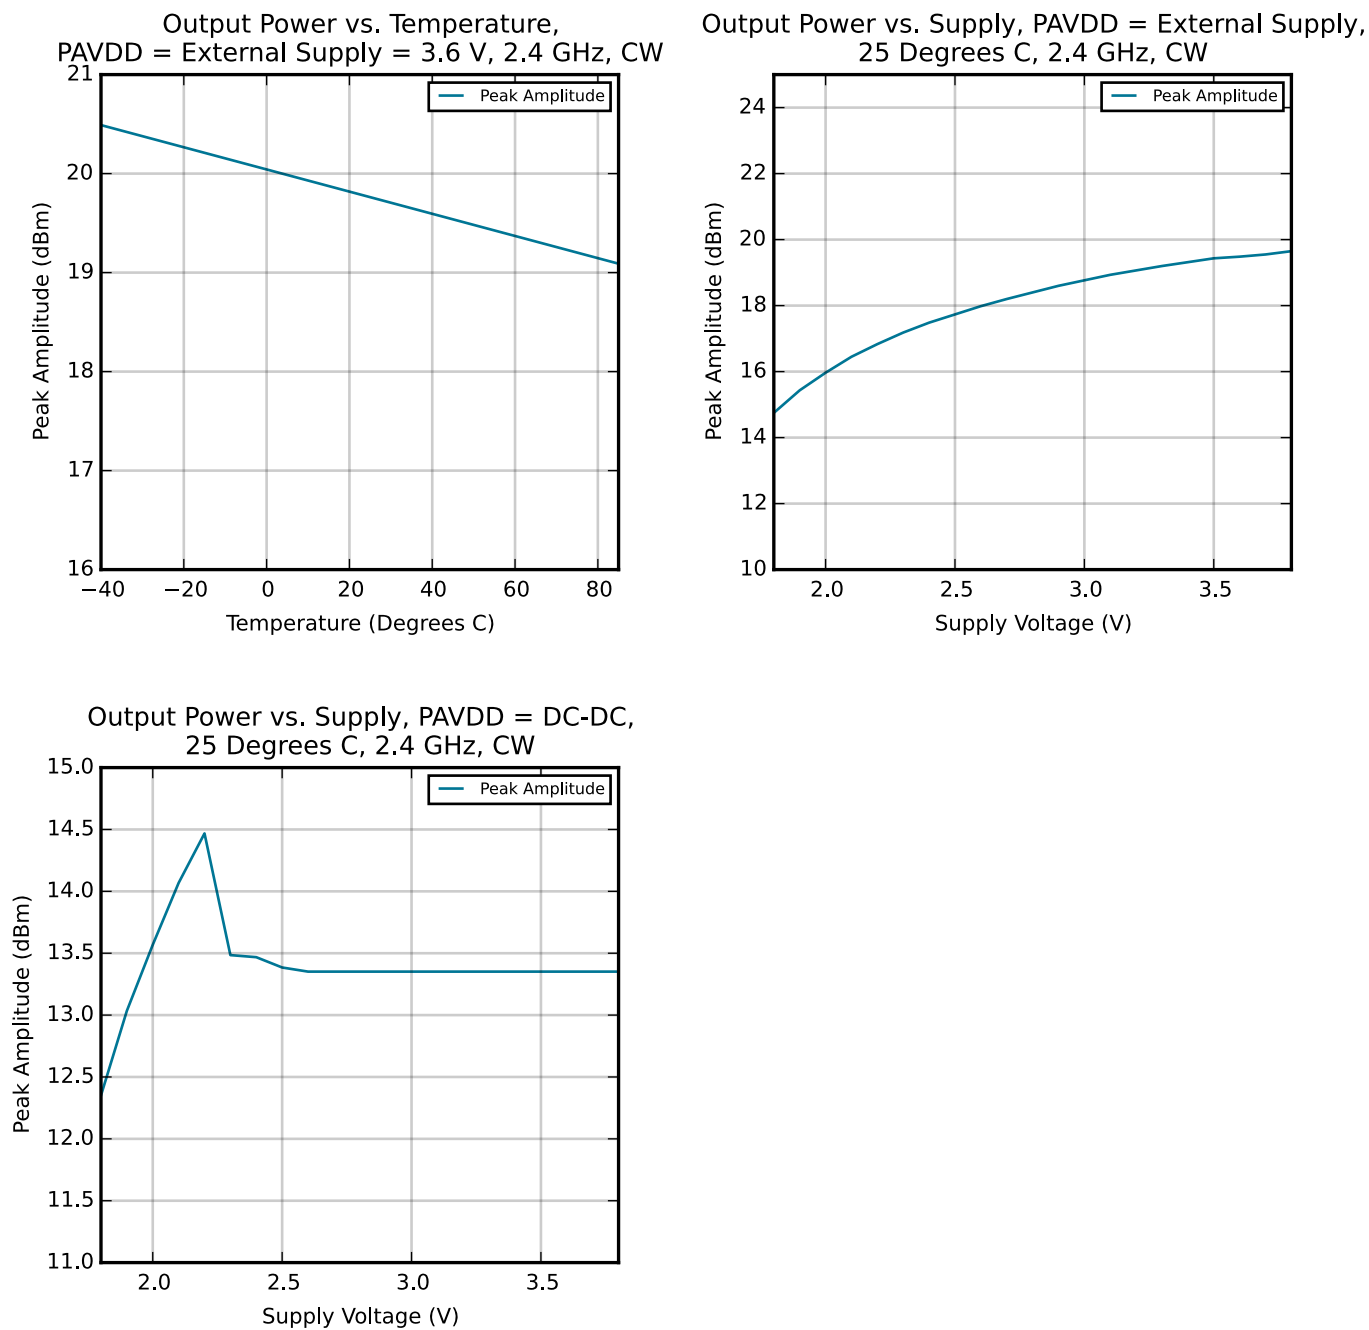 Output Power vs. Temperature,
PAVDD = External Supply = 3.6 V, 2.4 GHz, CW
Peak Amplitude
21
20
19
18
17
16
Peak Amplitude (dBm)
−40 −20 0 20 40 60 80
Temperature (Degrees C)
Output Power vs. Supply, PAVDD = External Supply,
25 Degrees C, 2.4 GHz, CW
Peak Amplitude
24
22
20
18
16
14
12
10
Peak Amplitude (dBm)
2.0 2.5 3.0 3.5
Supply Voltage (V)
Output Power vs. Supply, PAVDD = DC-DC,
25 Degrees C, 2.4 GHz, CW
Peak Amplitude
15.0
14.5
14.0
13.5
13.0
12.5
12.0
11.5
11.0
Peak Amplitude (dBm)
2.0 2.5 3.0 3.5
Supply Voltage (V)